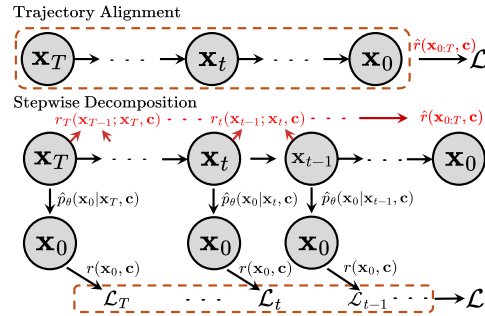 Trajectory Alignment
x_T · · · x_t · · · x_0 r̂(x_{0:T}, c) ℒ
Stepwise Decomposition
r_T(x_{T−1}; x_T, c) · · · r_t(x_{t−1}; x_t, c) · · · r̂(x_{0:T}, c)
x_T · · · x_t x_{t−1} · · · x_0
p̂_θ(x_0|x_T, c) p̂_θ(x_0|x_t, c) p̂_θ(x_0|x_{t−1}, c)
x_0 x_0 x_0
r(x_0, c) r(x_0, c) r(x_0, c)
ℒ_T · · · ℒ_t ℒ_{t−1} · · · ℒ